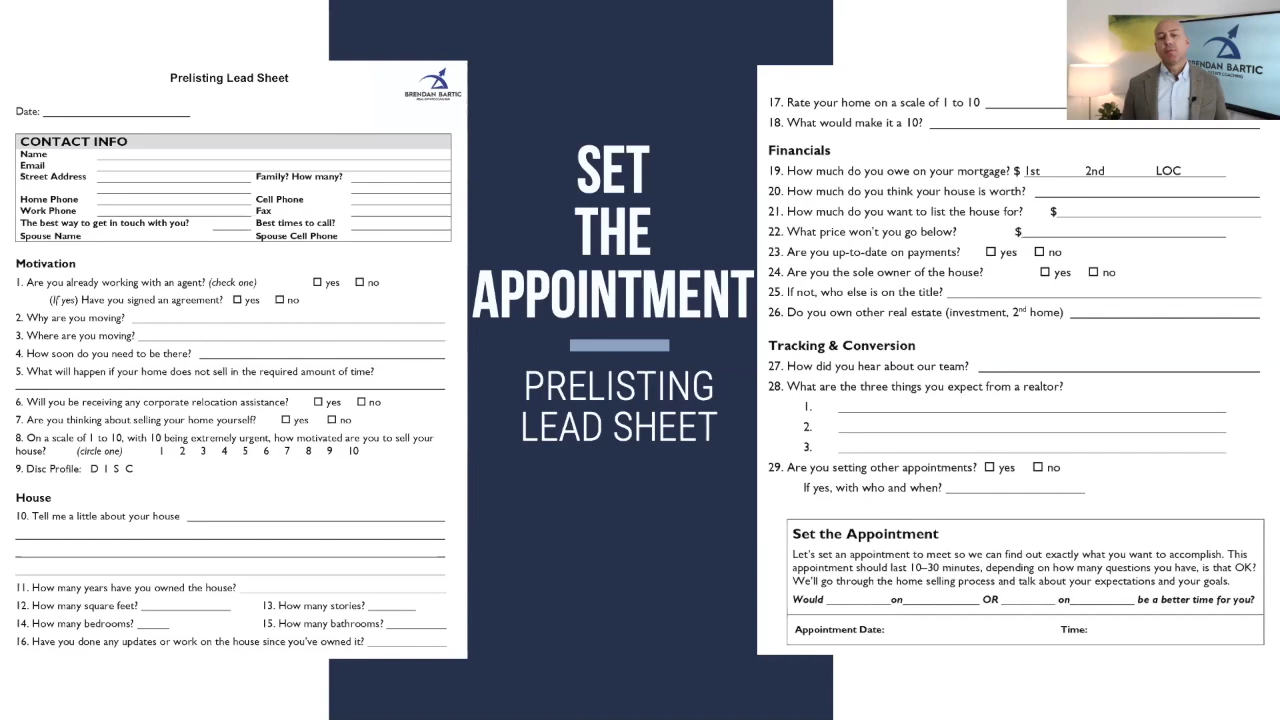 Prelisting Lead Sheet
BRENDAN BARTIC
REAL ESTATE COACHING
Date:
CONTACT INFO
Name
Email
Street Address Family? How many?
Home Phone Cell Phone
Work Phone Fax
The best way to get in touch with you? Best times to call?
Spouse Name Spouse Cell Phone
Motivation
1. Are you already working with an agent? (check one) ☐ yes ☐ no
(If yes) Have you signed an agreement? ☐ yes ☐ no
2. Why are you moving?
3. Where are you moving?
4. How soon do you need to be there?
5. What will happen if your home does not sell in the required amount of time?
6. Will you be receiving any corporate relocation assistance? ☐ yes ☐ no
7. Are you thinking about selling your home yourself? ☐ yes ☐ no
8. On a scale of 1 to 10, with 10 being extremely urgent, how motivated are you to sell your
house? (circle one) 1 2 3 4 5 6 7 8 9 10
9. Disc Profile: D I S C
House
10. Tell me a little about your house
11. How many years have you owned the house?
12. How many square feet? 13. How many stories?
14. How many bedrooms? 15. How many bathrooms?
16. Have you done any updates or work on the house since you've owned it?
SET
THE
APPOINTMENT
PRELISTING
LEAD SHEET
17. Rate your home on a scale of 1 to 10
18. What would make it a 10?
Financials
19. How much do you owe on your mortgage? $ 1st 2nd LOC
20. How much do you think your house is worth?
21. How much do you want to list the house for? $
22. What price won't you go below? $
23. Are you up-to-date on payments? ☐ yes ☐ no
24. Are you the sole owner of the house? ☐ yes ☐ no
25. If not, who else is on the title?
26. Do you own other real estate (investment, 2nd home)
Tracking & Conversion
27. How did you hear about our team?
28. What are the three things you expect from a realtor?
1.
2.
3.
29. Are you setting other appointments? ☐ yes ☐ no
If yes, with who and when?
Set the Appointment
Let's set an appointment to meet so we can find out exactly what you want to accomplish. This
appointment should last 10–30 minutes, depending on how many questions you have, is that OK?
We'll go through the home selling process and talk about your expectations and your goals.
Would ____________on______________ OR __________ on____________ be a better time for you?
Appointment Date: Time:
BRENDAN BARTIC